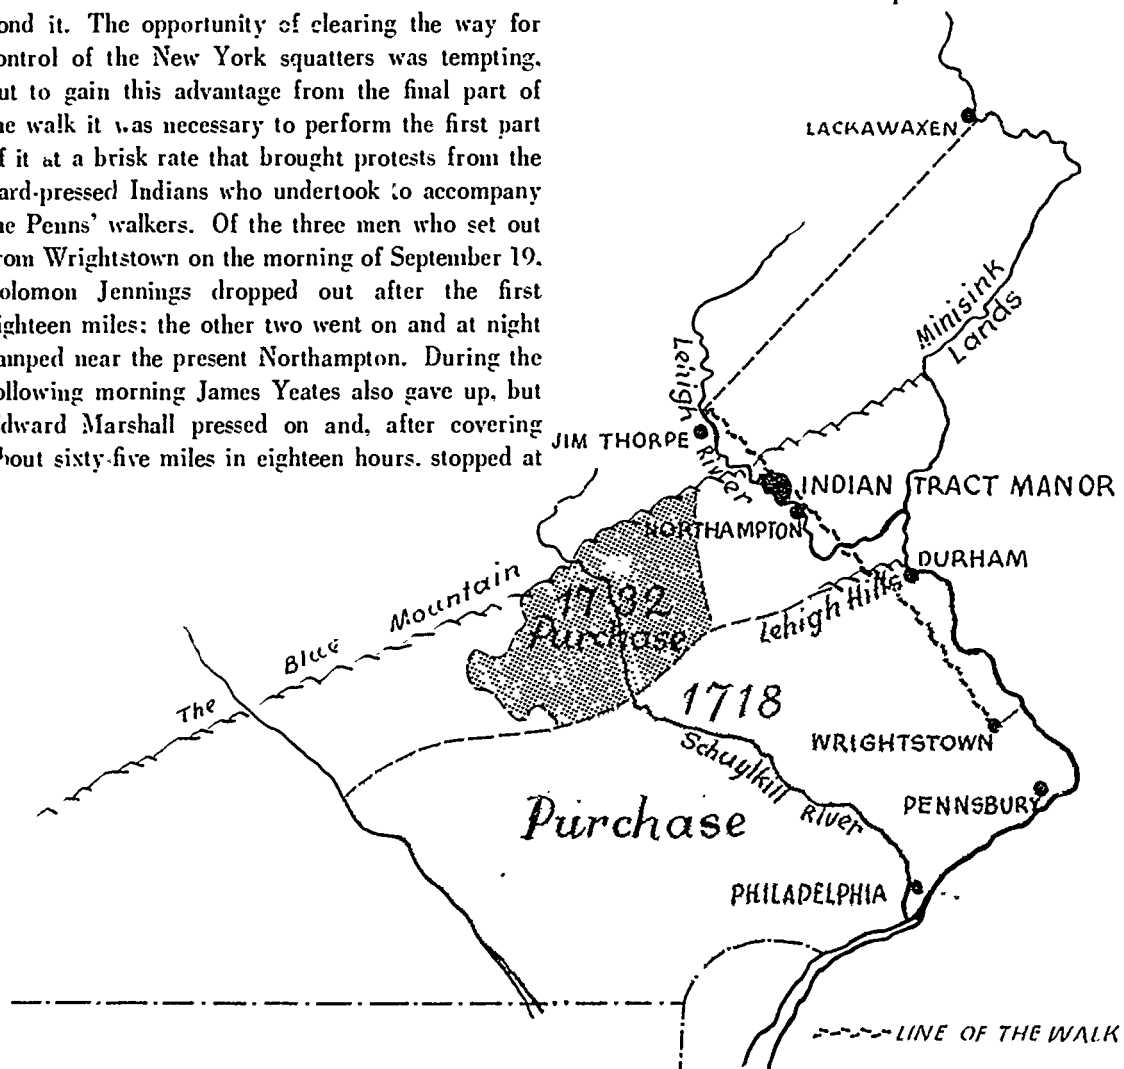 ond it. The opportunity of clearing the way for
ontrol of the New York squatters was tempting.
ut to gain this advantage from the final part of
he walk it was necessary to perform the first part
f it at a brisk rate that brought protests from the
ard-pressed Indians who undertook to accompany
he Penns' walkers. Of the three men who set out
rom Wrightstown on the morning of September 19.
olomon Jennings dropped out after the first
ighteen miles: the other two went on and at night
amped near the present Northampton. During the
ollowing morning James Yeates also gave up, but
dward Marshall pressed on and, after covering
bout sixty-five miles in eighteen hours. stopped at
LACKAWAXEN
Minisink
Lands
Lehigh
River
JIM THORPE
INDIAN TRACT MANOR
NORTHAMPTON
DURHAM
Lehigh Hills
1732
Purchase
The Blue Mountain
1718
Purchase
WRIGHTSTOWN
Schuylkill River
PENNSBURY
PHILADELPHIA
LINE OF THE WALK